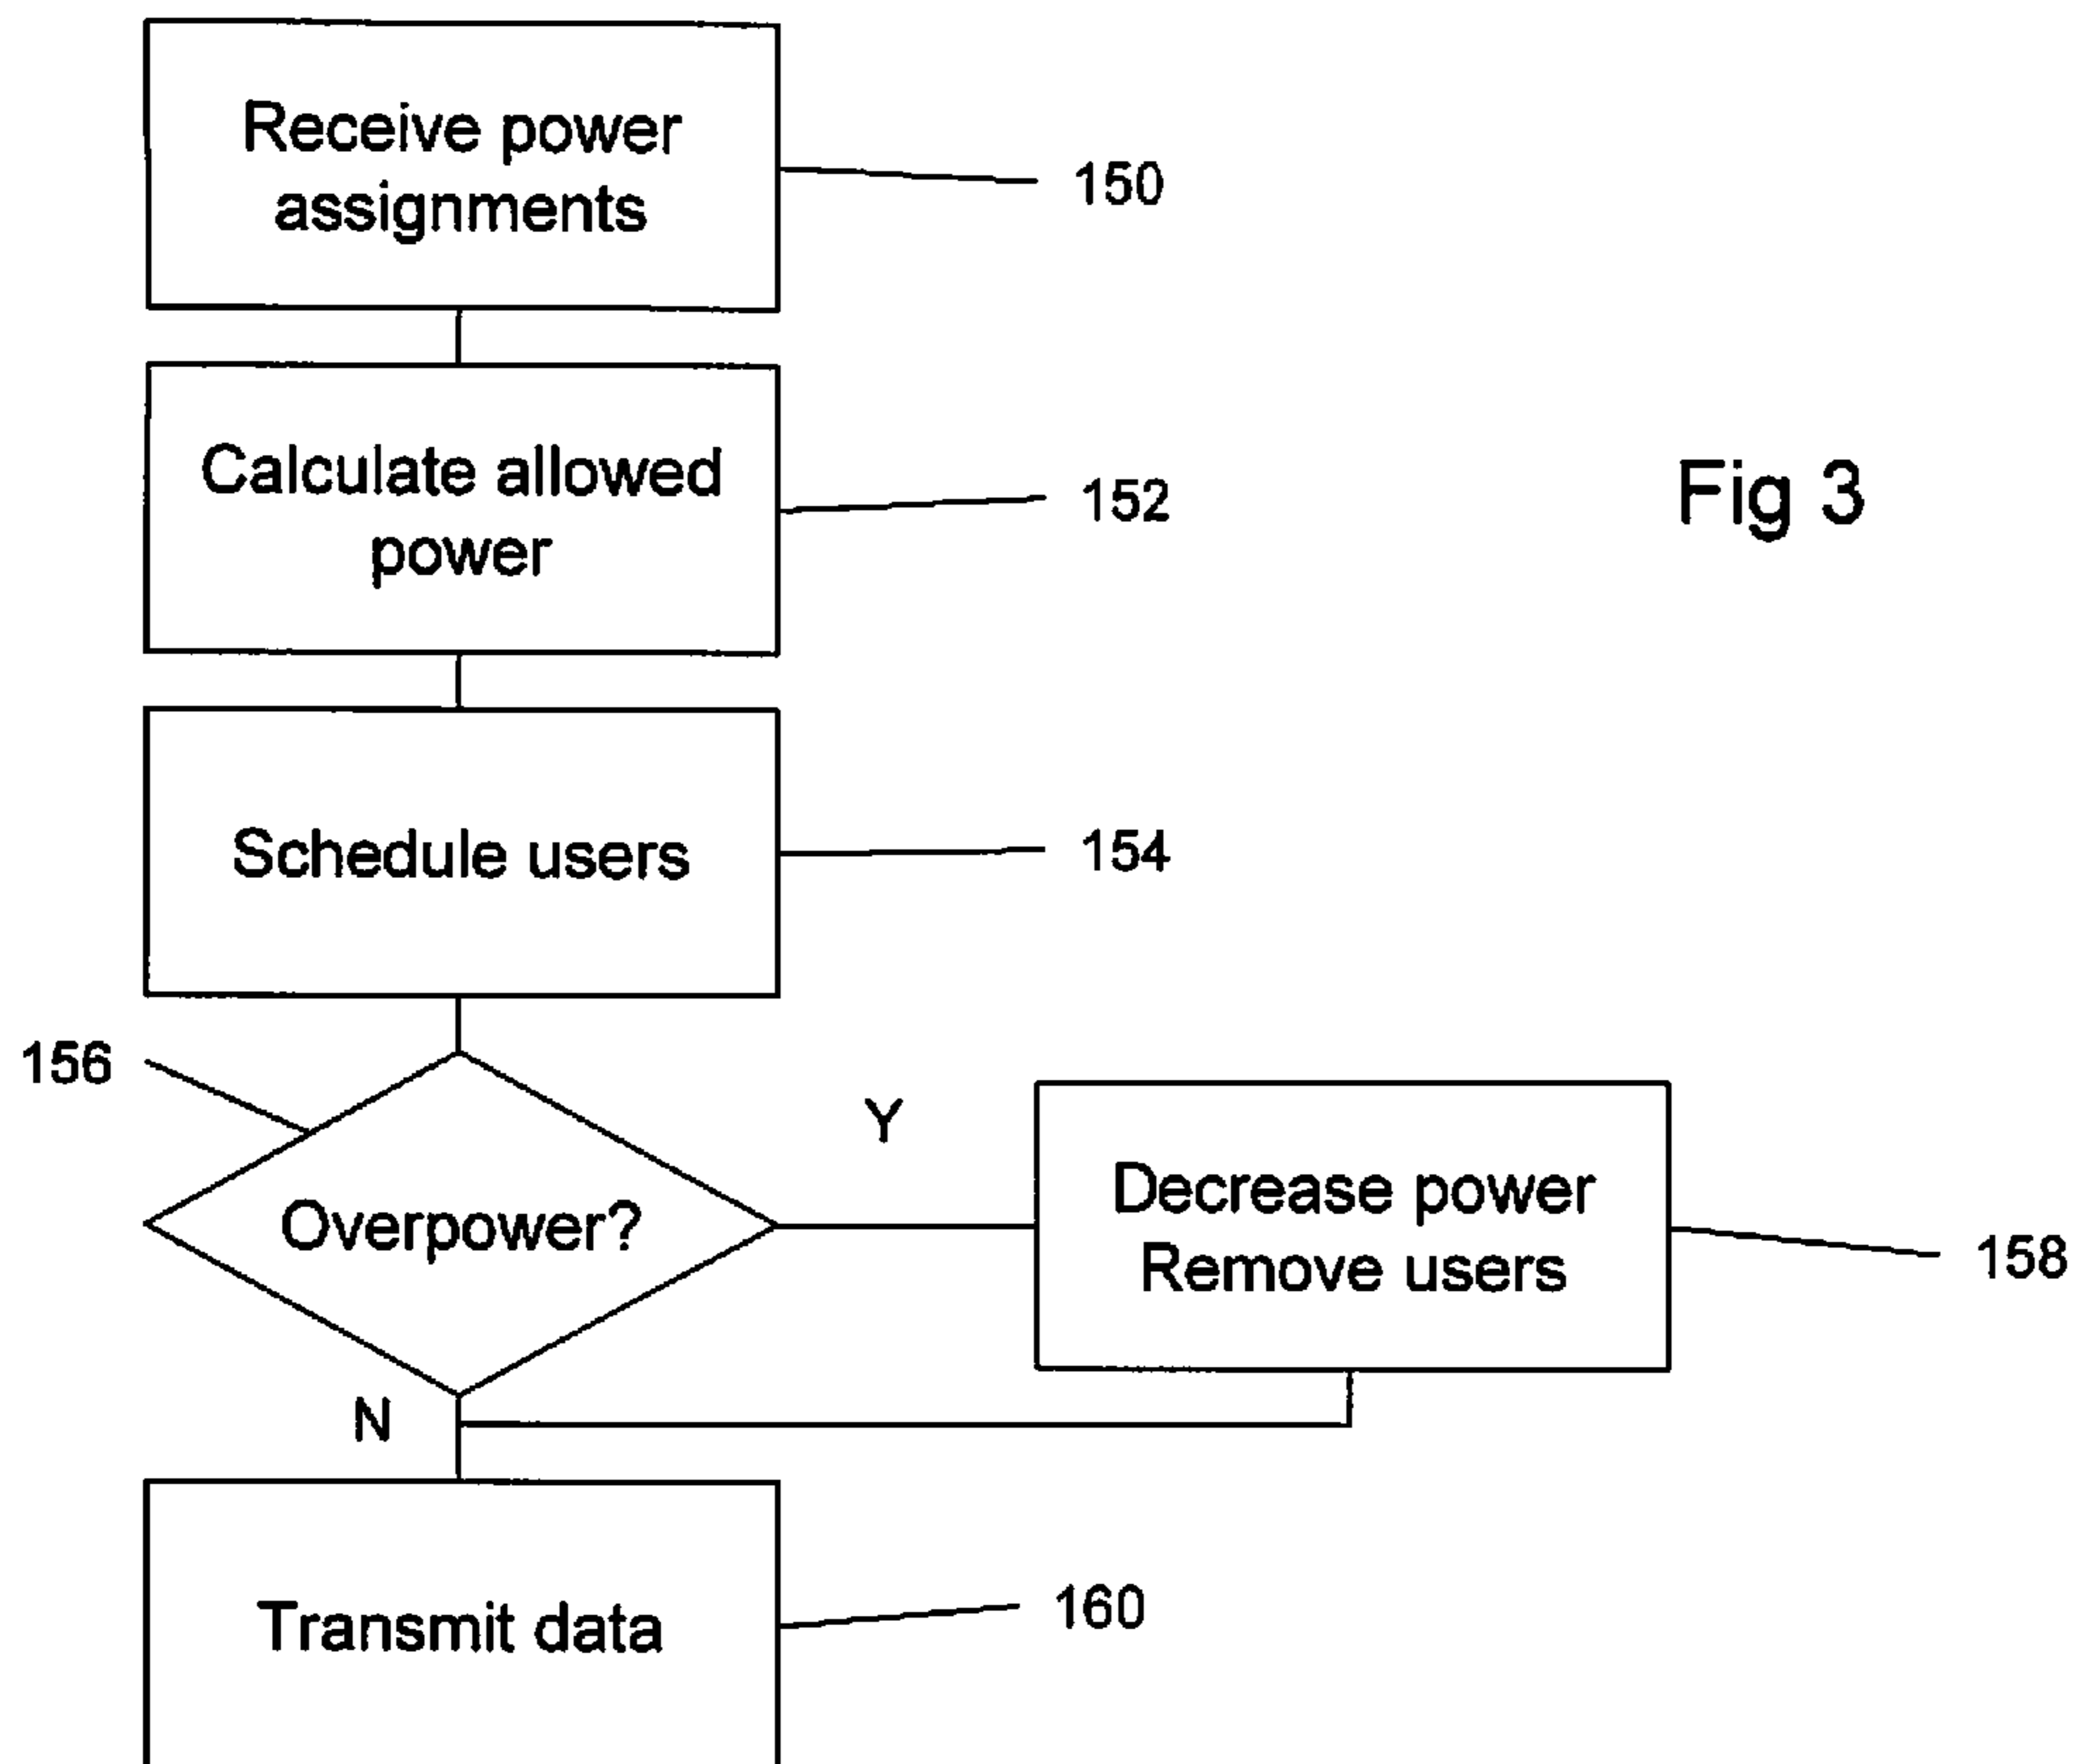 Receive power
assignments
150
Calculate allowed
power
152
Fig 3
Schedule users
154
156
Overpower?
Y
Decrease power
Remove users
158
N
Transmit data
160